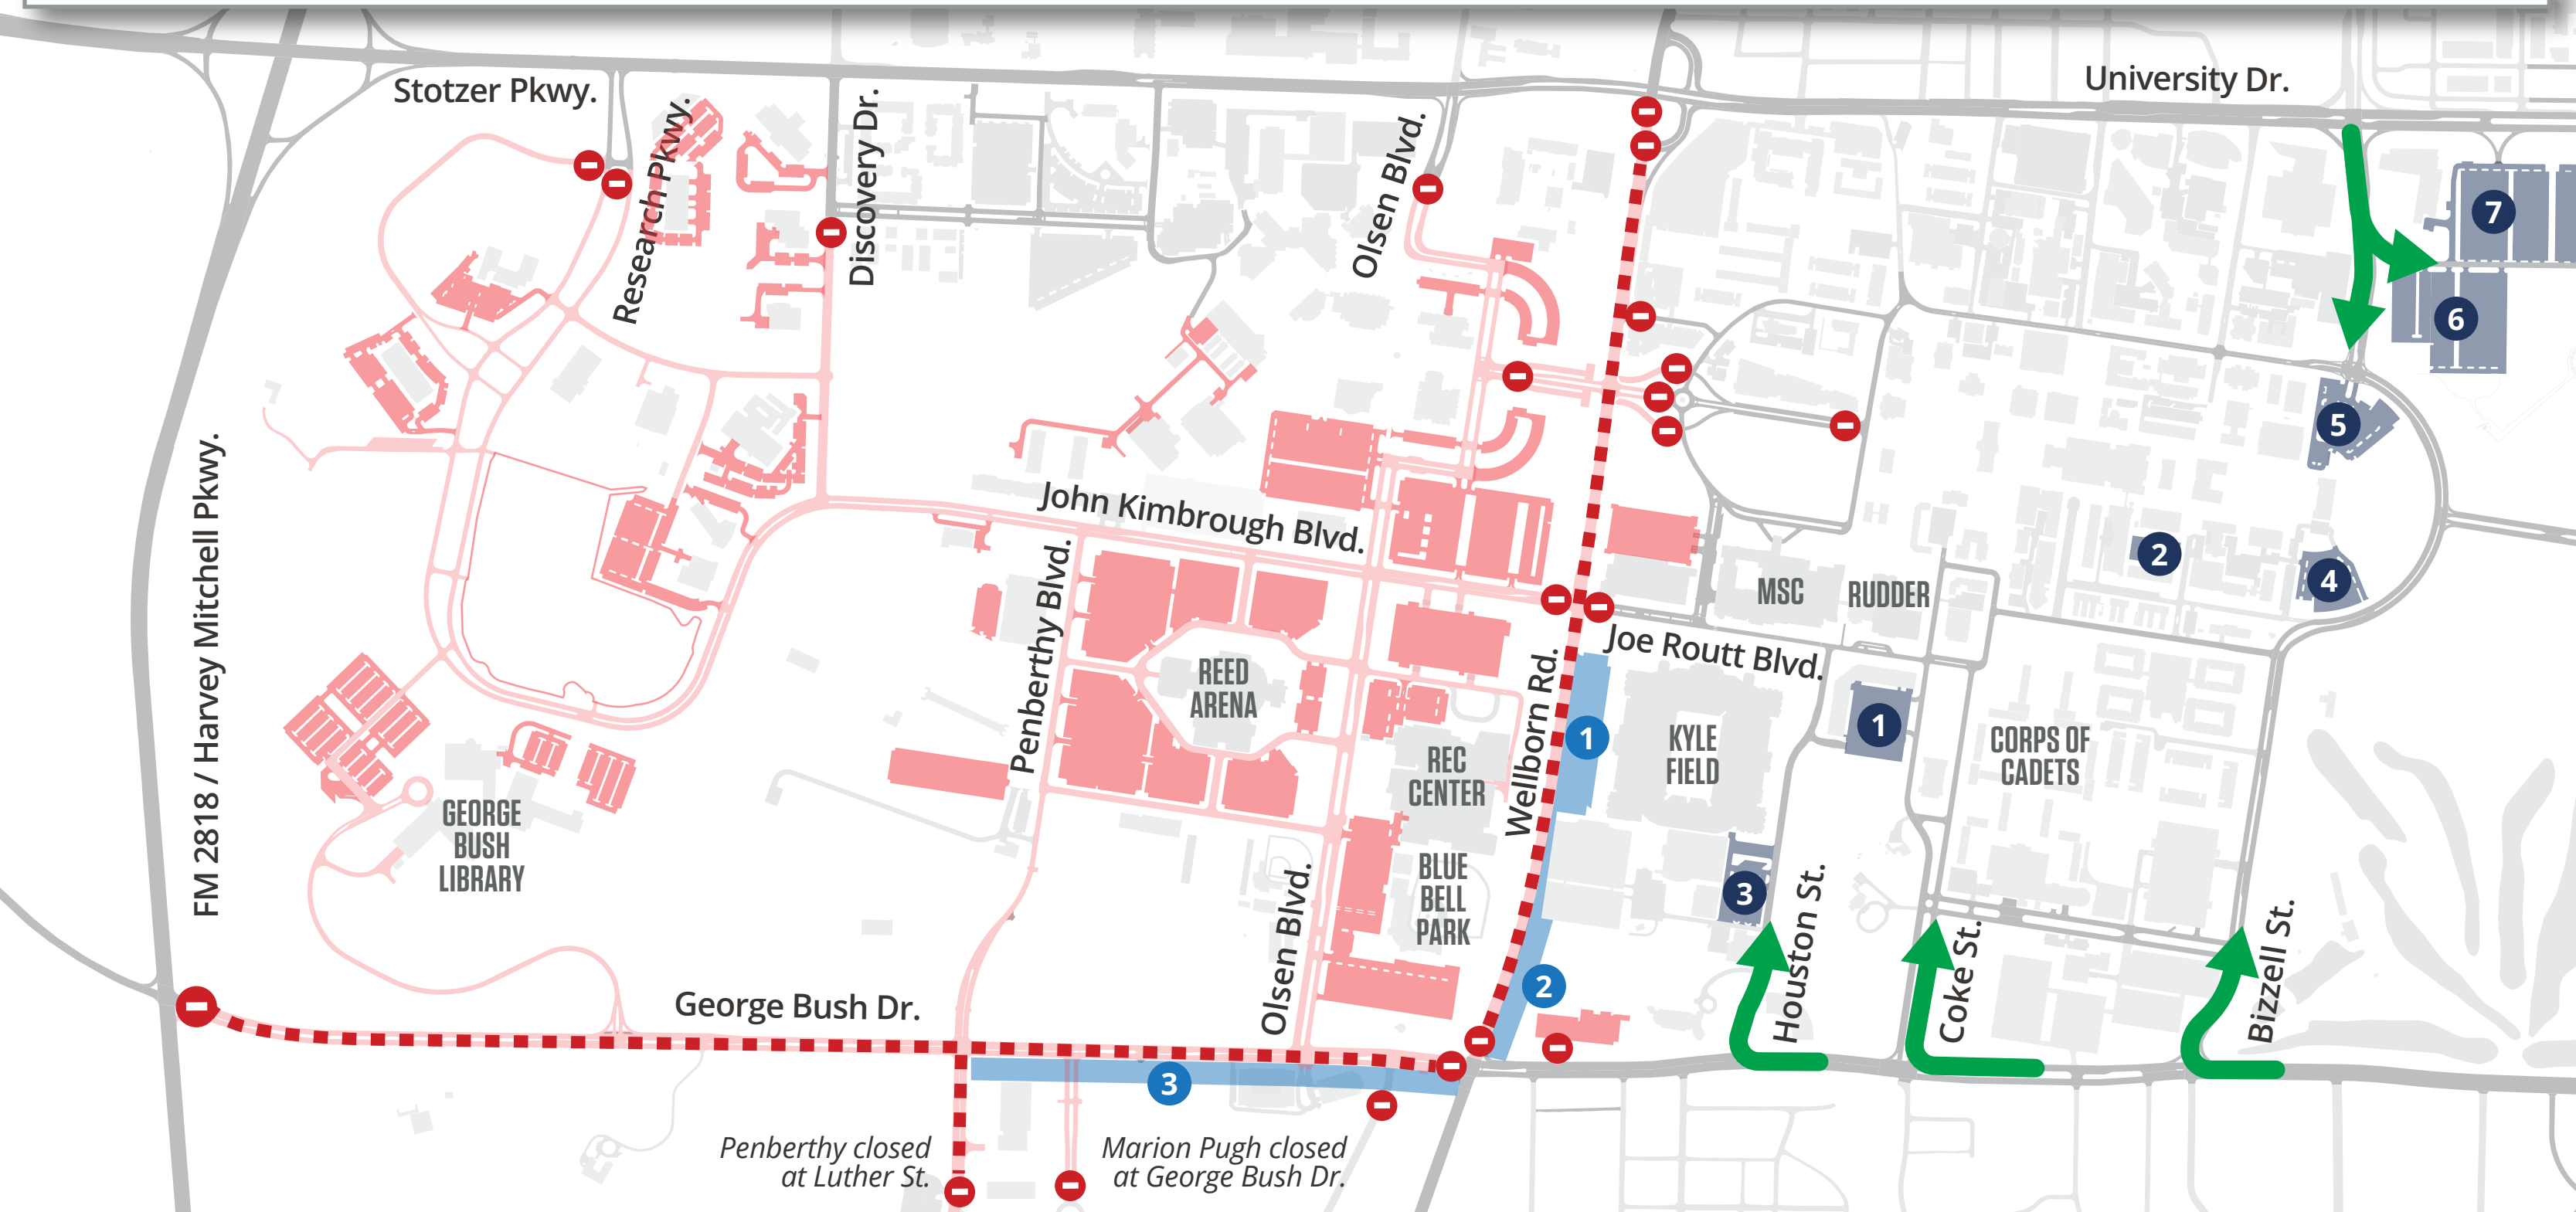 University Dr.
Stotzer Pkwy.
Research Pkwy.
Discovery Dr.
Olsen Blvd.
7
6
5
FM 2818 / Harvey Mitchell Pkwy.
John Kimbrough Blvd.
Penberthy Blvd.
2
4
MSC
RUDDER
Joe Routt Blvd.
REED
ARENA
Wellborn Rd.
1
KYLE
FIELD
1
CORPS OF
CADETS
REC
CENTER
GEORGE
BUSH
LIBRARY
BLUE
BELL
PARK
3
Houston St.
Coke St.
Bizzell St.
Olsen Blvd.
2
George Bush Dr.
3
Penberthy closed
at Luther St.
Marion Pugh closed
at George Bush Dr.